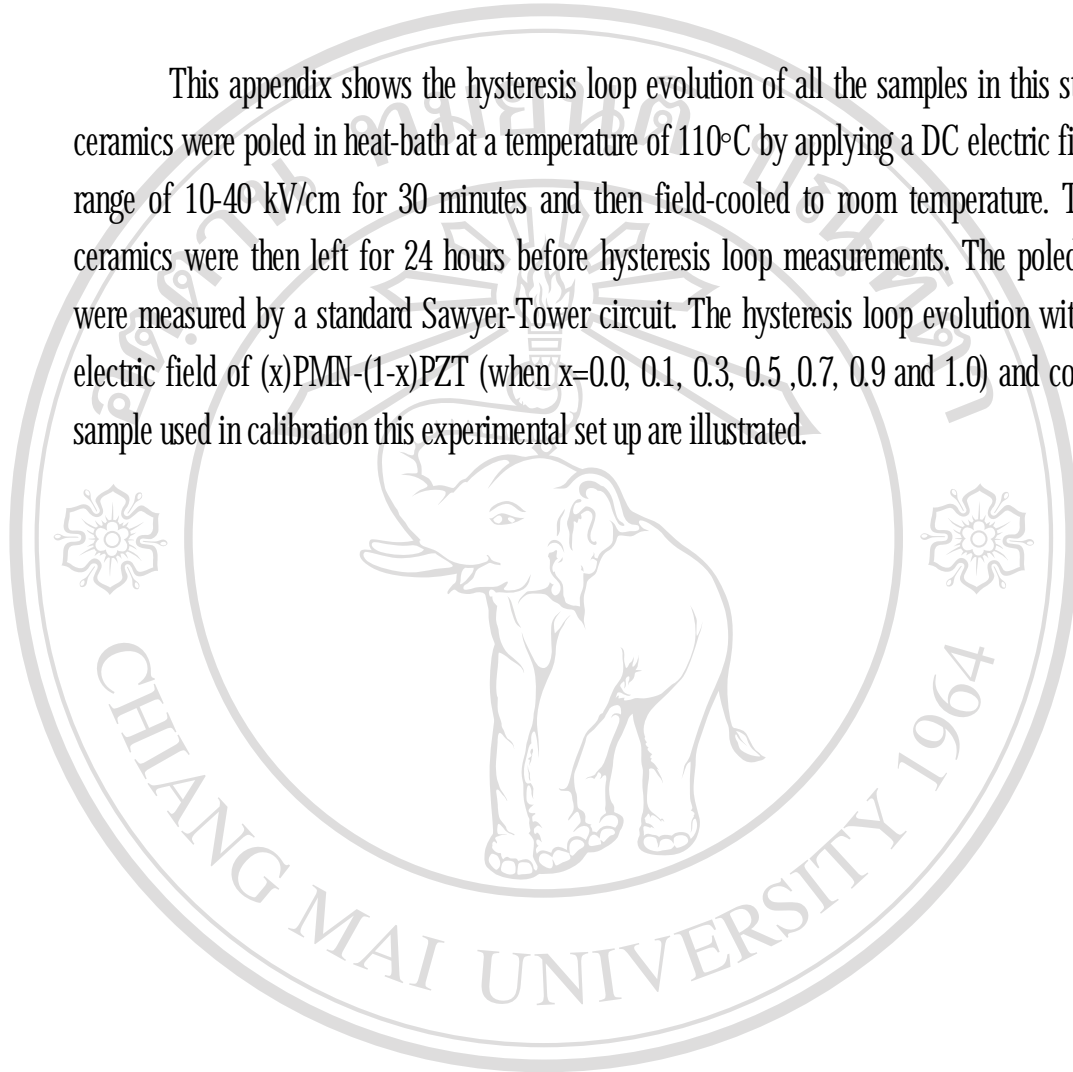 This appendix shows the hysteresis loop evolution of all the samples in this
ceramics were poled in heat-bath at a temperature of 110°C by applying a DC electric
range of 10-40 kV/cm for 30 minutes and then field-cooled to room temperature.
ceramics were then left for 24 hours before hysteresis loop measurements. The poled
were measured by a standard Sawyer-Tower circuit. The hysteresis loop evolution
electric field of (x)PMN-(1-x)PZT (when x=0.0, 0.1, 0.3, 0.5 ,0.7, 0.9 and 1.0) and
sample used in calibration this experimental set up are illustrated.
CHIANG MAI UNIVERSITY 1964